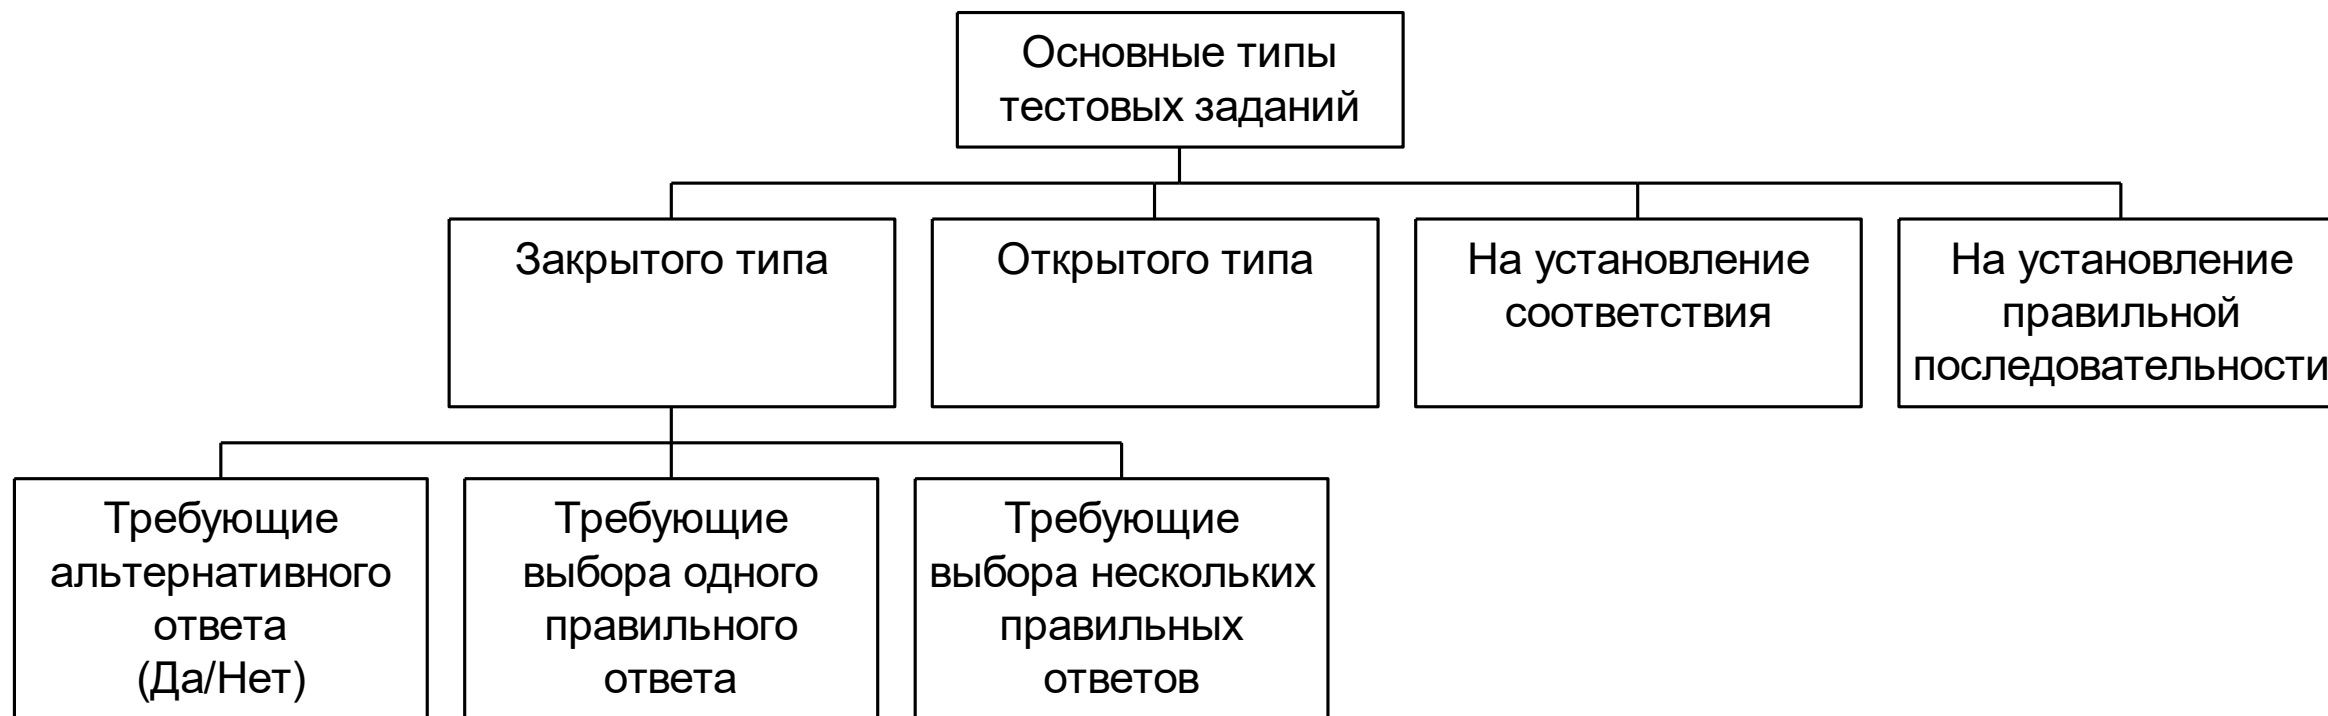 Основные типы
тестовых заданий
Закрытого типа
Открытого типа
На установление
соответствия
На установление
правильной
последовательности
Требующие
альтернативного
ответа
(Да/Нет)
Требующие
выбора одного
правильного
ответа
Требующие
выбора нескольких
правильных
ответов